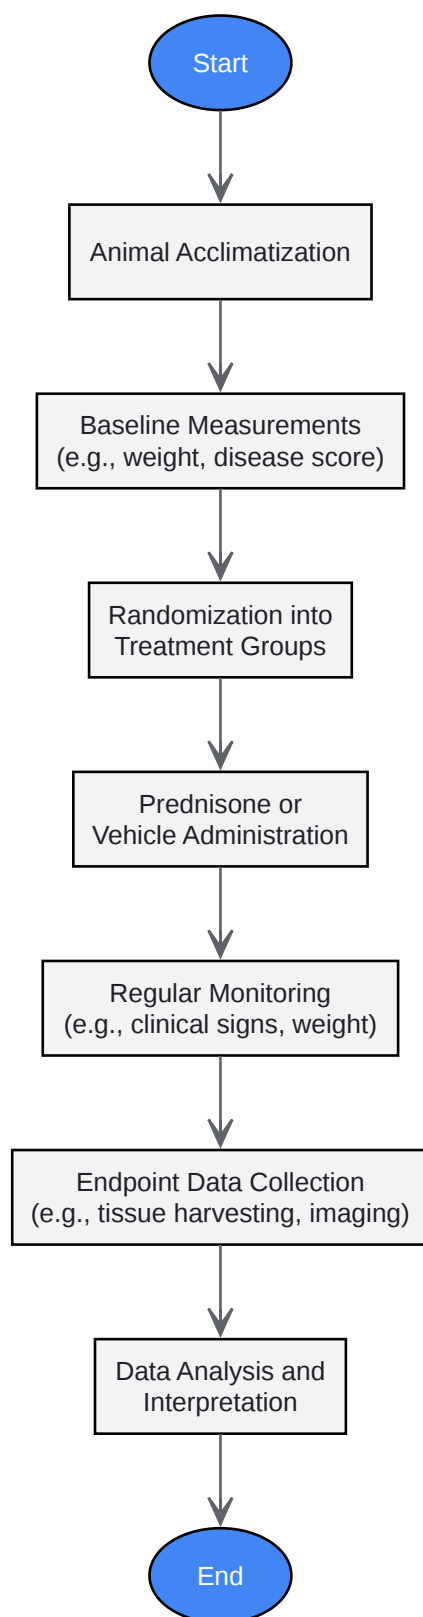 Start
Animal Acclimatization
Baseline Measurements
(e.g., weight, disease score)
Randomization into
Treatment Groups
Prednisone or
Vehicle Administration
Regular Monitoring
(e.g., clinical signs, weight)
Endpoint Data Collection
(e.g., tissue harvesting, imaging)
Data Analysis and
Interpretation
End